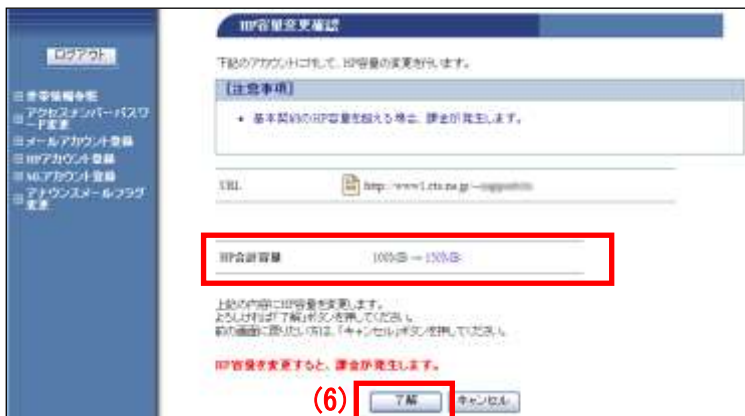 HP容量変更確認
ログアウト
下記のアカウントに対して、HP容量の変更を行います。
【注意事項】
• 基本契約のHP容量を超える場合、課金が発生します。
世帯情報参照
アクセスナンバーパスワ
ード変更
メールアカウント登録
HPアカウント登録
MLアカウント登録
アナウンスメールフラグ
変更
URL
http://www1.cts.ne.jp/~
HP合計容量 100MB → 150MB
上記の内容にHP容量を変更します。
よろしければ「了解」ボタンを押してください。
前の画面に戻りたい方は、「キャンセル」ボタンを押してください。
HP容量を変更すると、課金が発生します。
(6) 了解 キャンセル